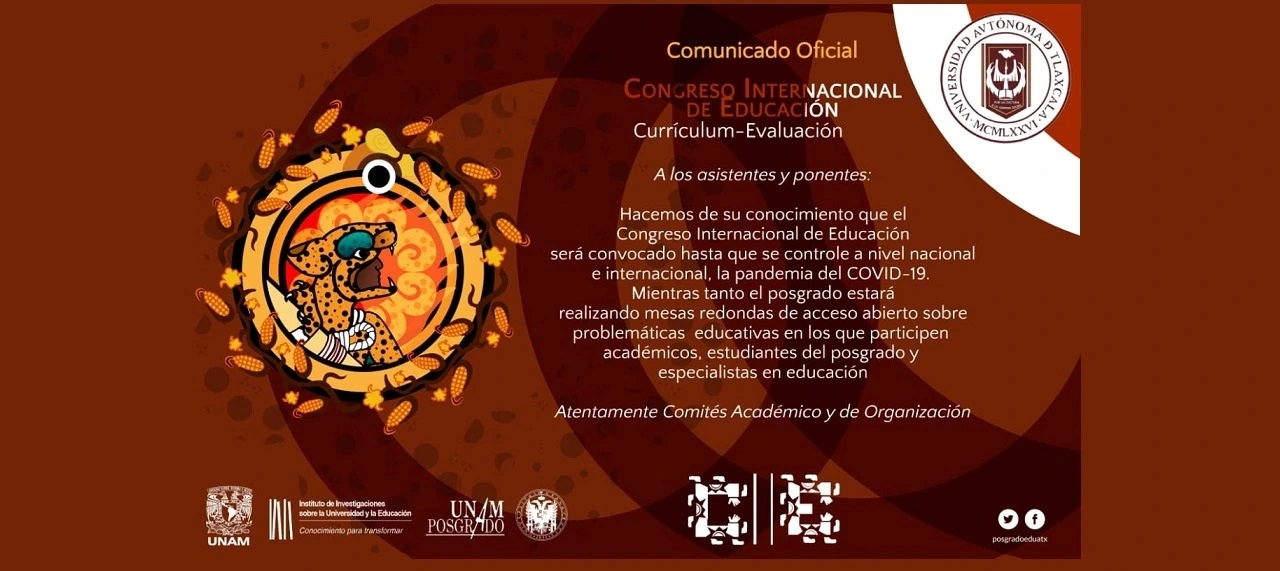 Comunicado Oficial
CONGRESO INTERNACIONAL
DE EDUCACIÓN
Currículum-Evaluación
UNIVERSIDAD AVTÓNOMA D TLAXCALA
MCMLXXVI
A los asistentes y ponentes:
Hacemos de su conocimiento que el
Congreso Internacional de Educación
será convocado hasta que se controle a nivel nacional
e internacional, la pandemia del COVID-19.
Mientras tanto el posgrado estará
realizando mesas redondas de acceso abierto sobre
problemáticas educativas en los que participen
académicos, estudiantes del posgrado y
especialistas en educación
Atentamente Comités Académico y de Organización
UNAM
Instituto de Investigaciones
sobre la Universidad y la Educación
Conocimiento para transformar
UNAM
POSGRADO
C E
posgradoeduatx